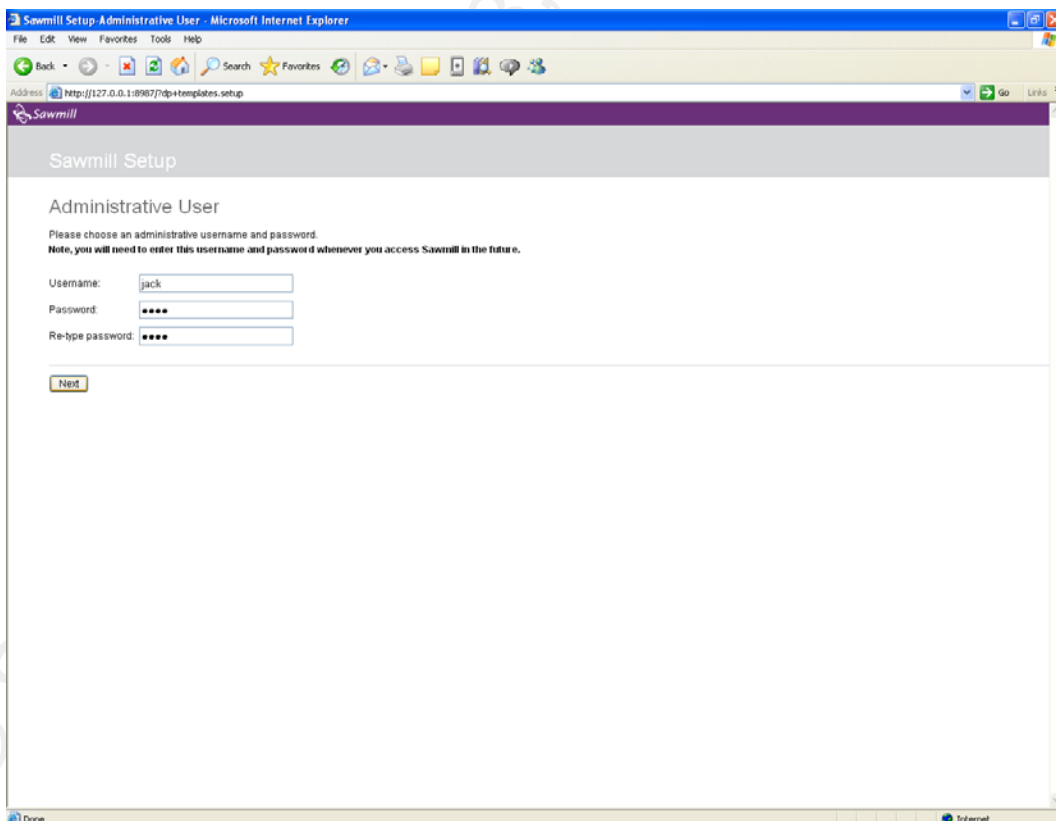 Sawmill Setup-Administrative User - Microsoft Internet Explorer
File Edit View Favorites Tools Help
Back Search Favorites
Address http://127.0.0.1:8987/?dp+templates.setup Go Links
Sawmill
Sawmill Setup
Administrative User
Please choose an administrative username and password.
Note, you will need to enter this username and password whenever you access Sawmill in the future.
Username: jack
Password: ••••
Re-type password: ••••
Next
Done Internet